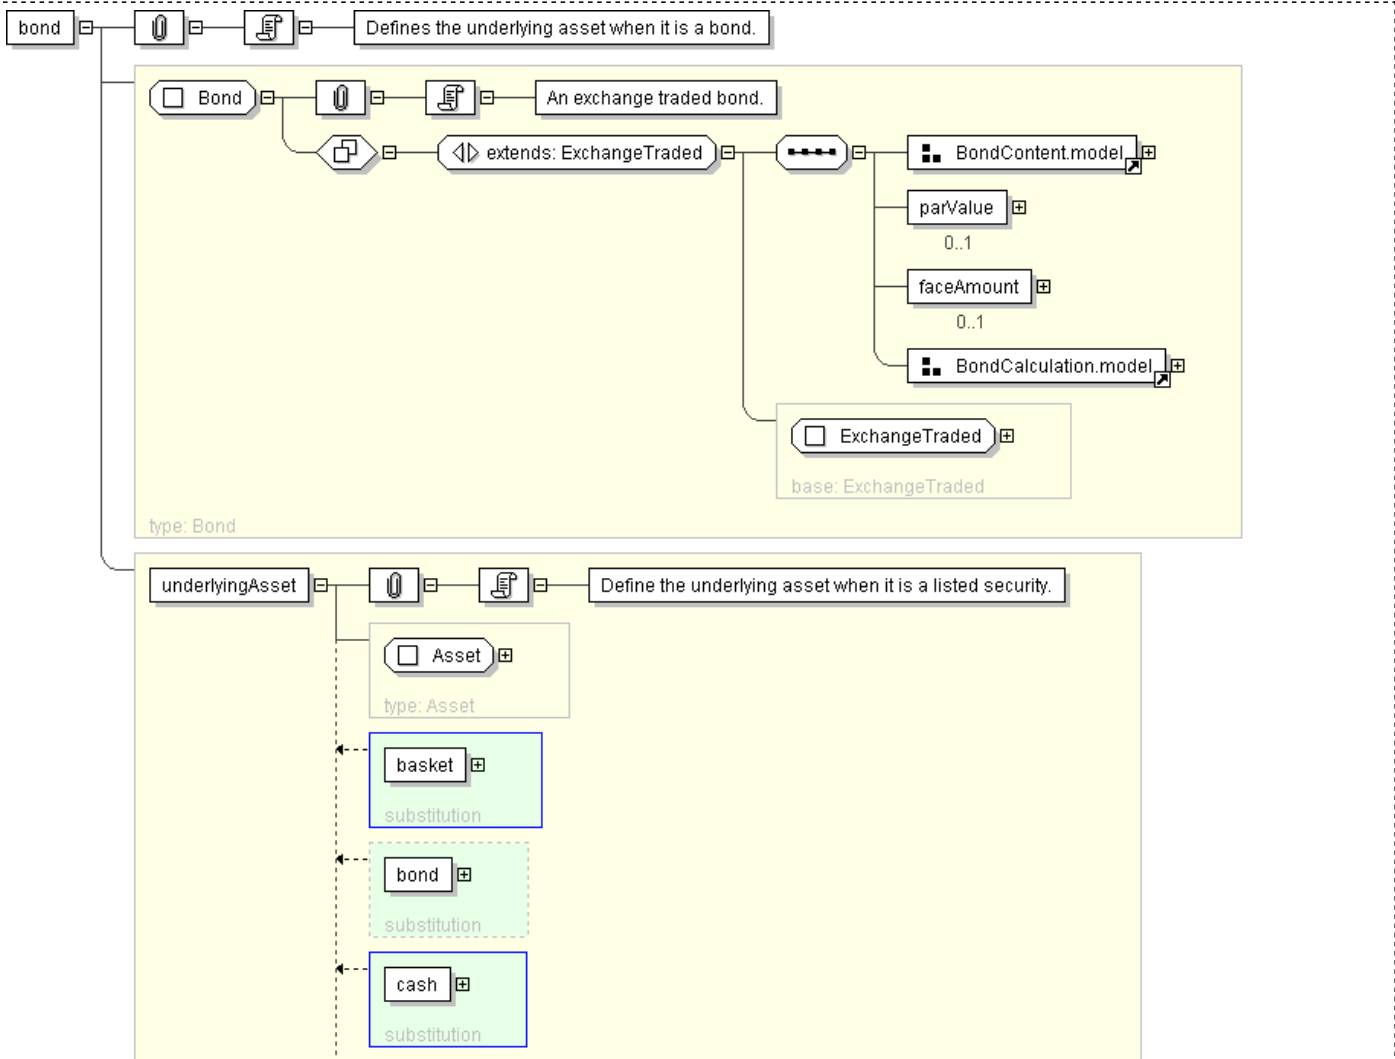 bond
Defines the underlying asset when it is a bond.
Bond
An exchange traded bond.
extends: ExchangeTraded
BondContent.model
parValue
0..1
faceAmount
0..1
BondCalculation.model
ExchangeTraded
base: ExchangeTraded
type: Bond
underlyingAsset
Define the underlying asset when it is a listed security.
Asset
type: Asset
basket
substitution
bond
substitution
cash
substitution